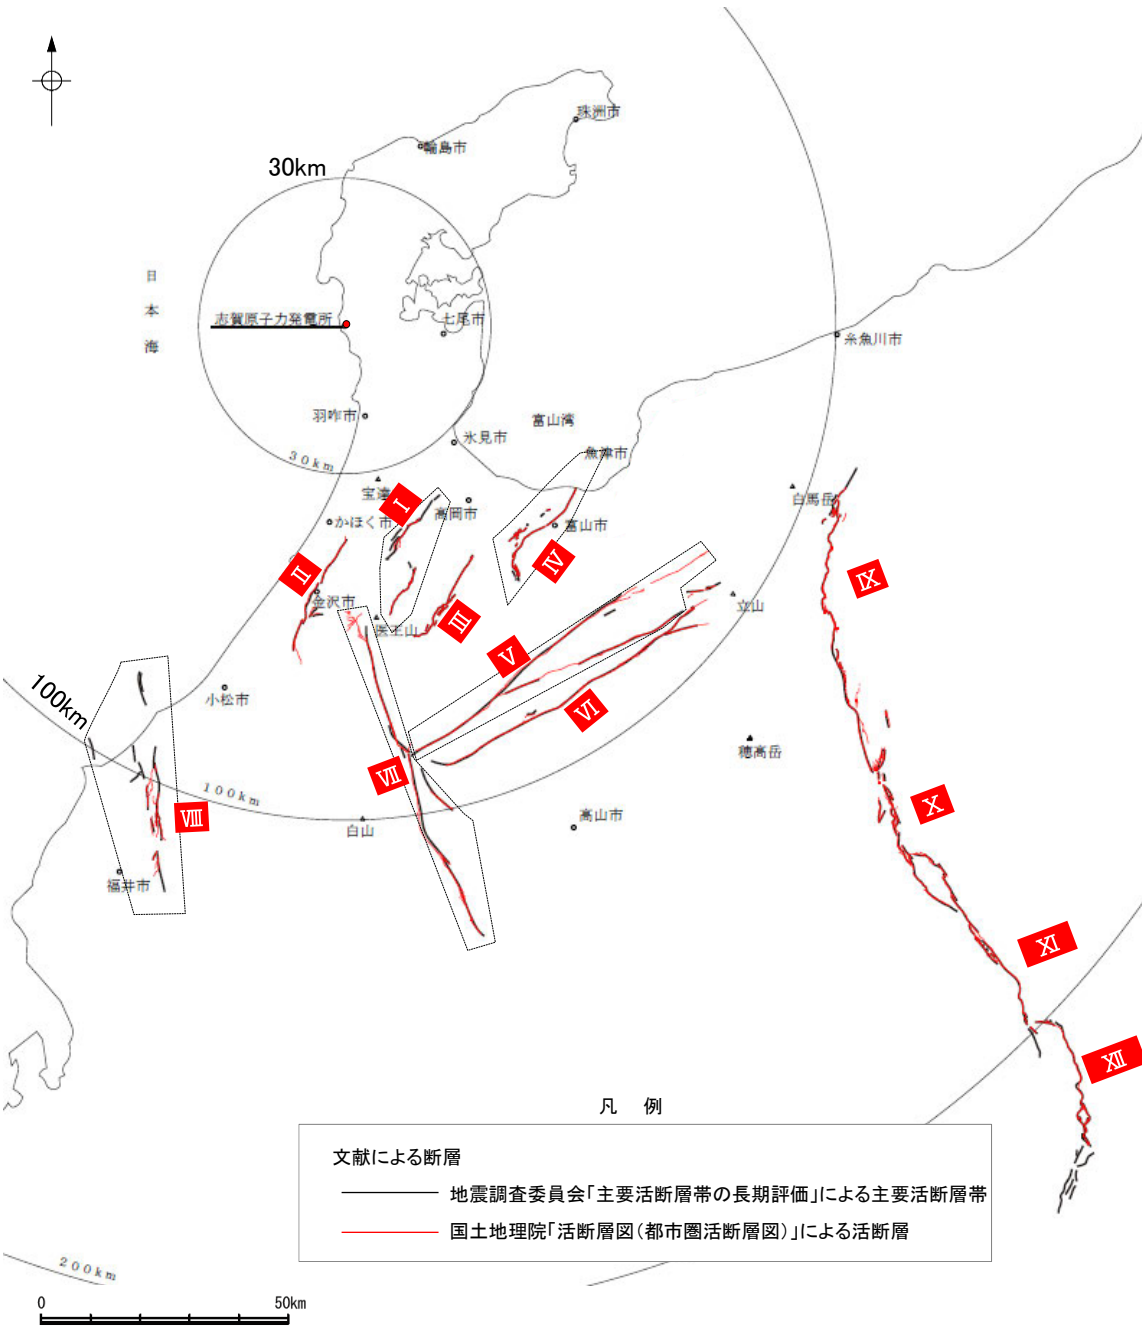 珠洲市
輪島市
30km
日本海
志賀原子力発電所
七尾市
糸魚川市
羽咋市
富山湾
氷見市
魚津市
30km
宝達
Ⅰ
高岡市
白馬岳
かほく市
富山市
Ⅳ
Ⅱ
Ⅸ
金沢市
立山
Ⅲ
医王山
Ⅴ
100km
小松市
Ⅵ
穂高岳
Ⅶ
100km
Ⅹ
Ⅷ
白山
高山市
福井市
Ⅺ
Ⅻ
凡 例
文献による断層
地震調査委員会「主要活断層帯の長期評価」による主要活断層帯
国土地理院「活断層図(都市圏活断層図)」による活断層
200km
0 50km